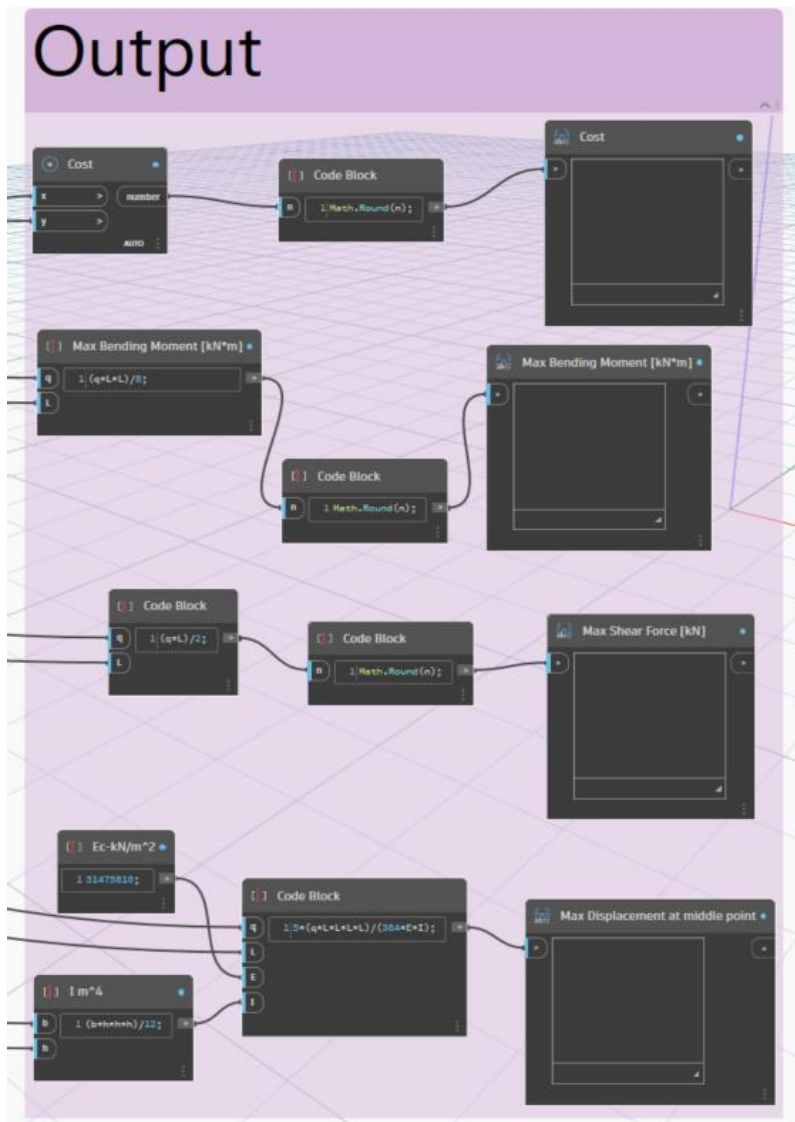 Output
Cost
x > number
y >
AUTO
Code Block
n 1 Math.Round(n); >
Cost
> >
Max Bending Moment [kN*m]
q 1 (q*L*L)/8; >
L
Code Block
n 1 Math.Round(n); >
Max Bending Moment [kN*m]
> >
Code Block
q 1 (q*L)/2; >
L
Code Block
n 1 Math.Round(n); >
Max Shear Force [kN]
> >
Ec-kN/m^2
1 31475810; >
Code Block
q 1 5*(q*L*L*L*L)/(384*E*I); >
L
E
I
I m^4
b 1 (b*h*h*h)/12; >
h
Max Displacement at middle point
> >